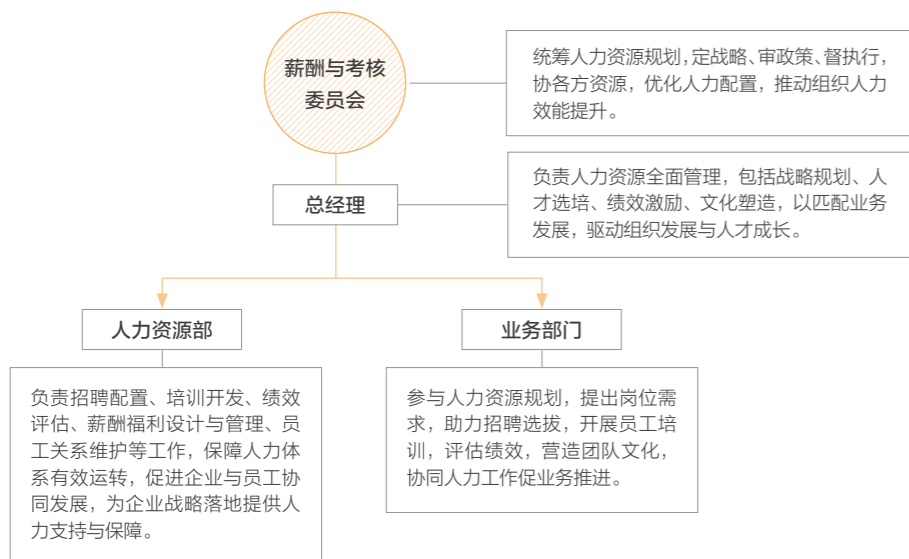 薪酬与考核
委员会
统筹人力资源规划，定战略、审政策、督执行，
协各方资源，优化人力配置，推动组织人力
效能提升。
总经理
负责人力资源全面管理，包括战略规划、人
才选培、绩效激励、文化塑造，以匹配业务
发展，驱动组织发展与人才成长。
人力资源部
负责招聘配置、培训开发、绩效
评估、薪酬福利设计与管理、员
工关系维护等工作，保障人力体
系有效运转，促进企业与员工协
同发展，为企业战略落地提供人
力支持与保障。
业务部门
参与人力资源规划，提出岗位需
求，助力招聘选拔，开展员工培
训，评估绩效，营造团队文化，
协同人力工作促业务推进。